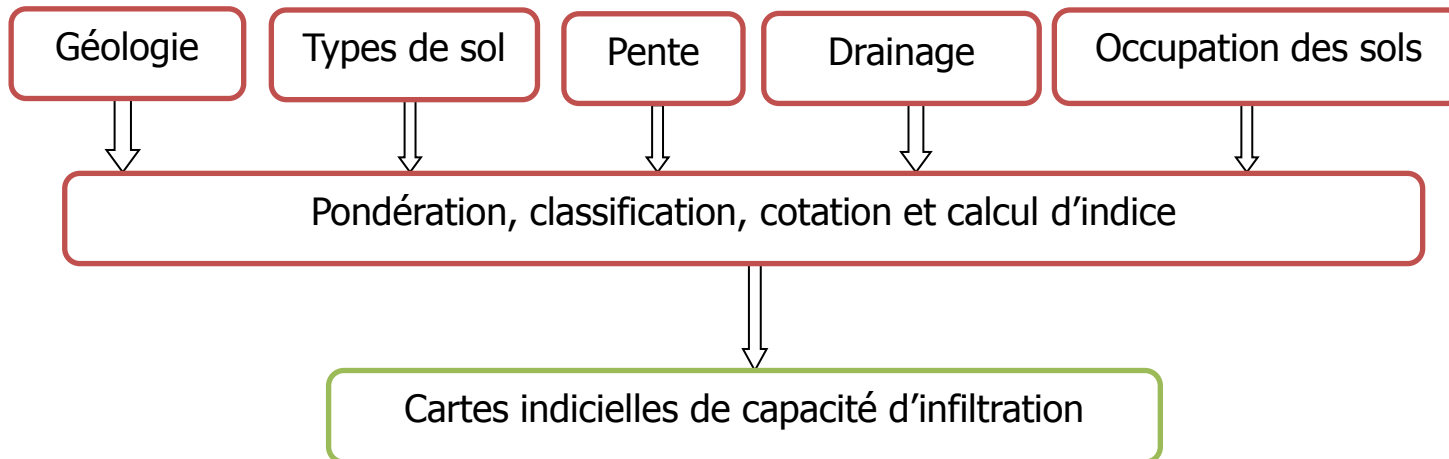 Géologie
Types de sol
Pente
Drainage
Occupation des sols
Pondération, classification, cotation et calcul d’indice
Cartes indicielles de capacité d’infiltration